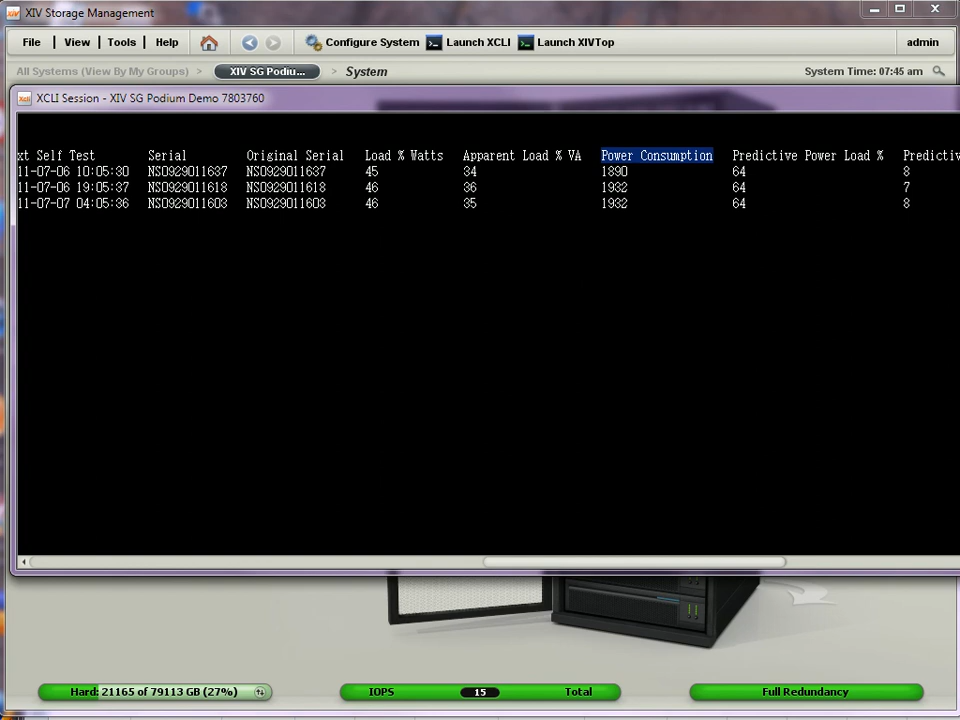 XIV Storage Management
File View Tools Help Configure System Launch XCLI Launch XIVTop admin
All Systems (View By My Groups) > XIV SG Podiu... > System System Time: 07:45 am
XCLI Session - XIV SG Podium Demo 7803760
xt Self Test Serial Original Serial Load % Watts Apparent Load % VA Power Consumption Predictive Power Load % Predictiv
11-07-06 10:05:30 NS0929011637 NS0929011637 45 34 1890 64 8
11-07-06 19:05:37 NS0929011618 NS0929011618 46 36 1932 64 7
11-07-07 04:05:36 NS0929011603 NS0929011603 46 35 1932 64 8
Hard: 21165 of 79113 GB (27%) IOPS 15 Total Full Redundancy